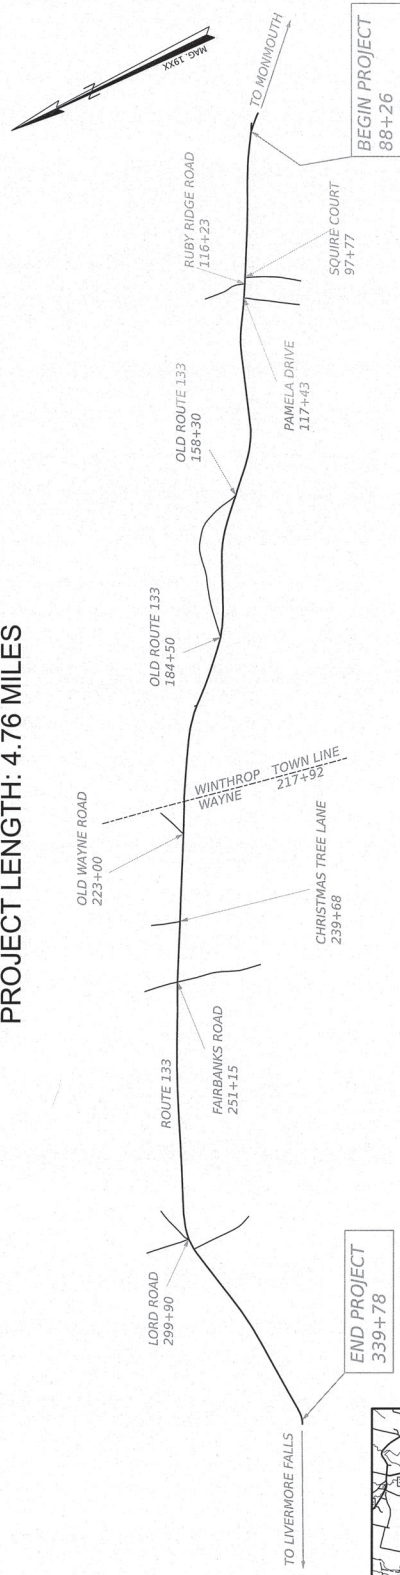 PROJECT LENGTH: 4.76 MILES
TO LIVERMORE FALLS
END PROJECT
339+78
LORD ROAD
299+90
ROUTE 133
FAIRBANKS ROAD
251+15
CHRISTMAS TREE LANE
239+68
OLD WAYNE ROAD
223+00
WINTHROP TOWN LINE
WAYNE 217+92
OLD ROUTE 133
184+50
OLD ROUTE 133
158+30
PAMELA DRIVE
117+43
RUBY RIDGE ROAD
116+23
SQUIRE COURT
97+77
TO MONMOUTH
BEGIN PROJECT
88+26
MAG. 19XX
N